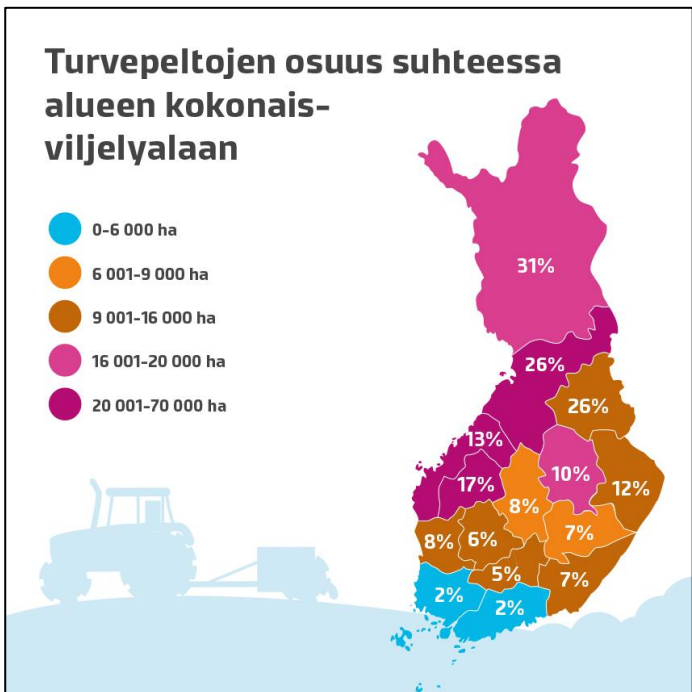 Turvepeltojen osuus suhteessa
alueen kokonais-
viljelyalaan
0-6 000 ha
6 001-9 000 ha
9 001-16 000 ha
16 001-20 000 ha
20 001-70 000 ha
31%
26%
26%
13%
17%
8%
10%
12%
8%
6%
7%
5%
7%
2%
2%